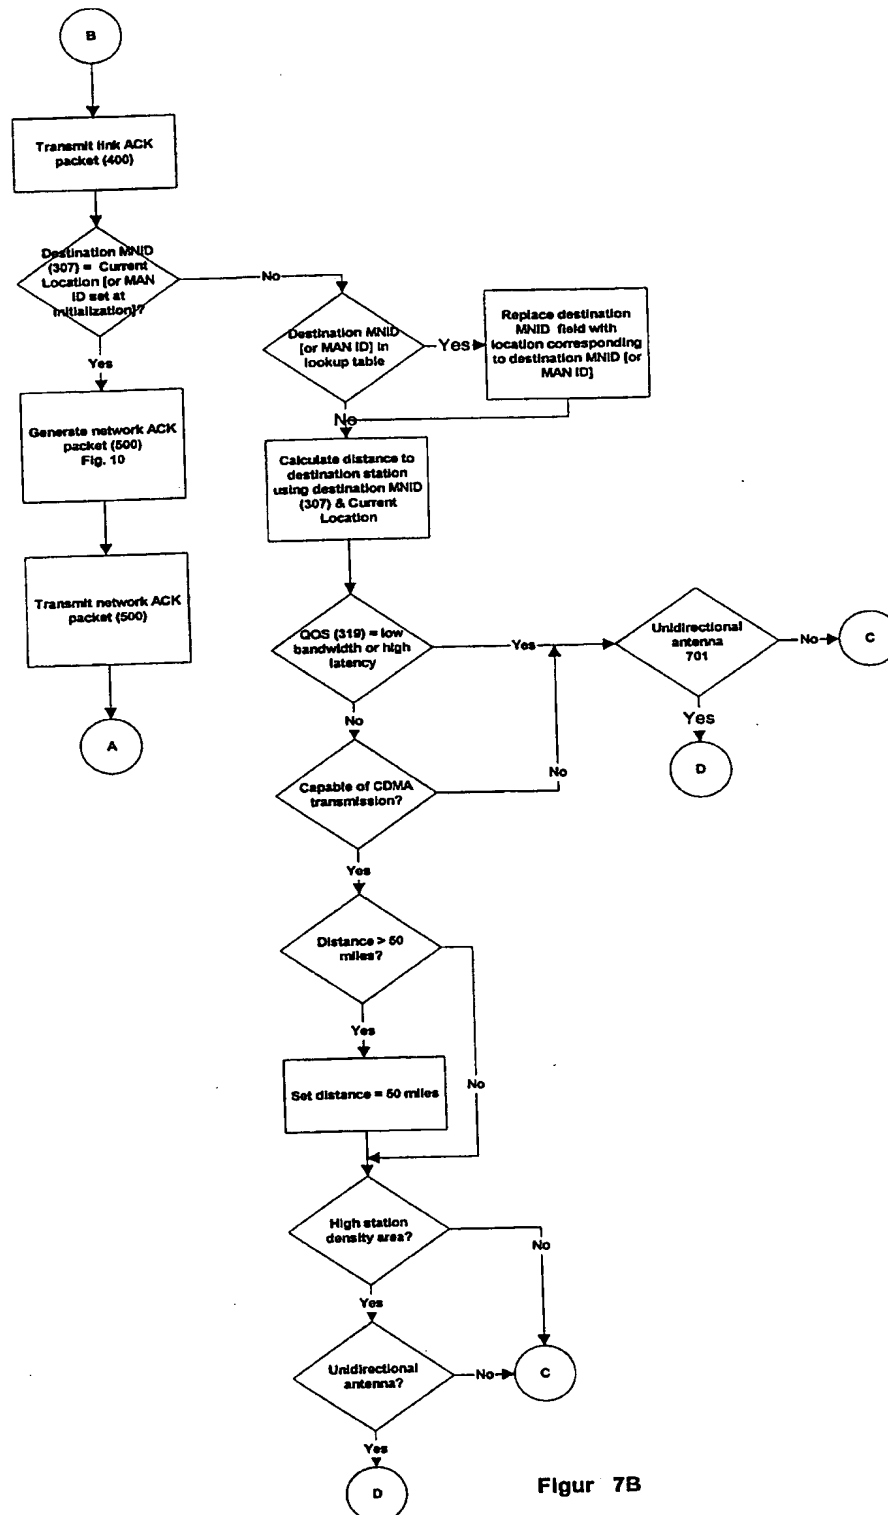 B
Transmit link ACK
packet (400)
Destination MNID
(307) = Current
Location [or MAN
ID set at
initialization]?
No
Yes
Destination MNID
[or MAN ID] in
lookup table
Yes
No
Replace destination
MNID field with
location corresponding
to destination MNID [or
MAN ID]
Generate network ACK
packet (500)
Fig. 10
Calculate distance to
destination station
using destination MNID
(307) & Current
Location
Transmit network ACK
packet (500)
A
QOS (319) = low
bandwidth or high
latency
Yes
No
Unidirectional
antenna
701
No
C
Yes
D
Capable of CDMA
transmission?
No
Yes
Distance > 50
miles?
Yes
No
Set distance = 50 miles
High station
density area?
No
Yes
Unidirectional
antenna?
No
C
Yes
D
Figur 7B